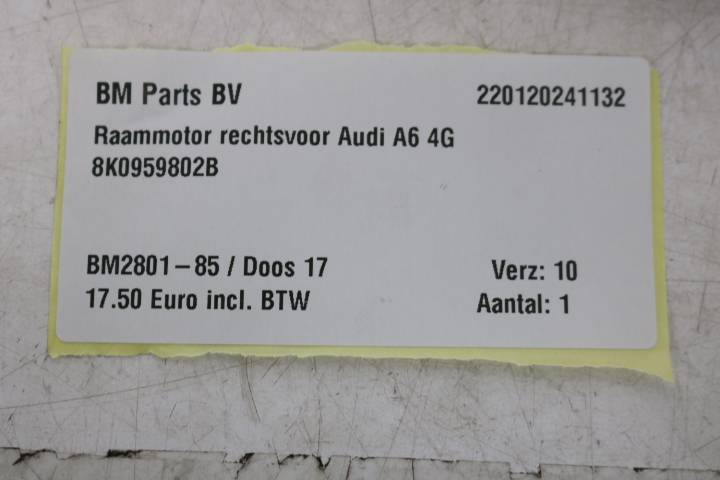 BM Parts BV 220120241132
Raammotor rechtsvoor Audi A6 4G
8K0959802B
BM2801-85 / Doos 17 Verz: 10
17.50 Euro incl. BTW Aantal: 1